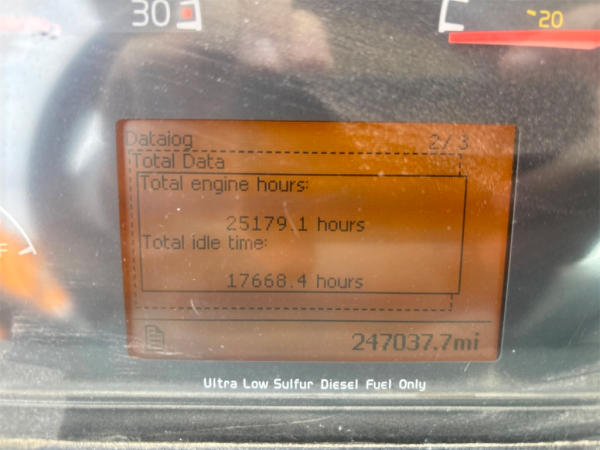 30
-20
Datalog 2/3
Total Data
Total engine hours:
25179.1 hours
Total idle time:
17668.4 hours
F
247037.7mi
Ultra Low Sulfur Diesel Fuel Only